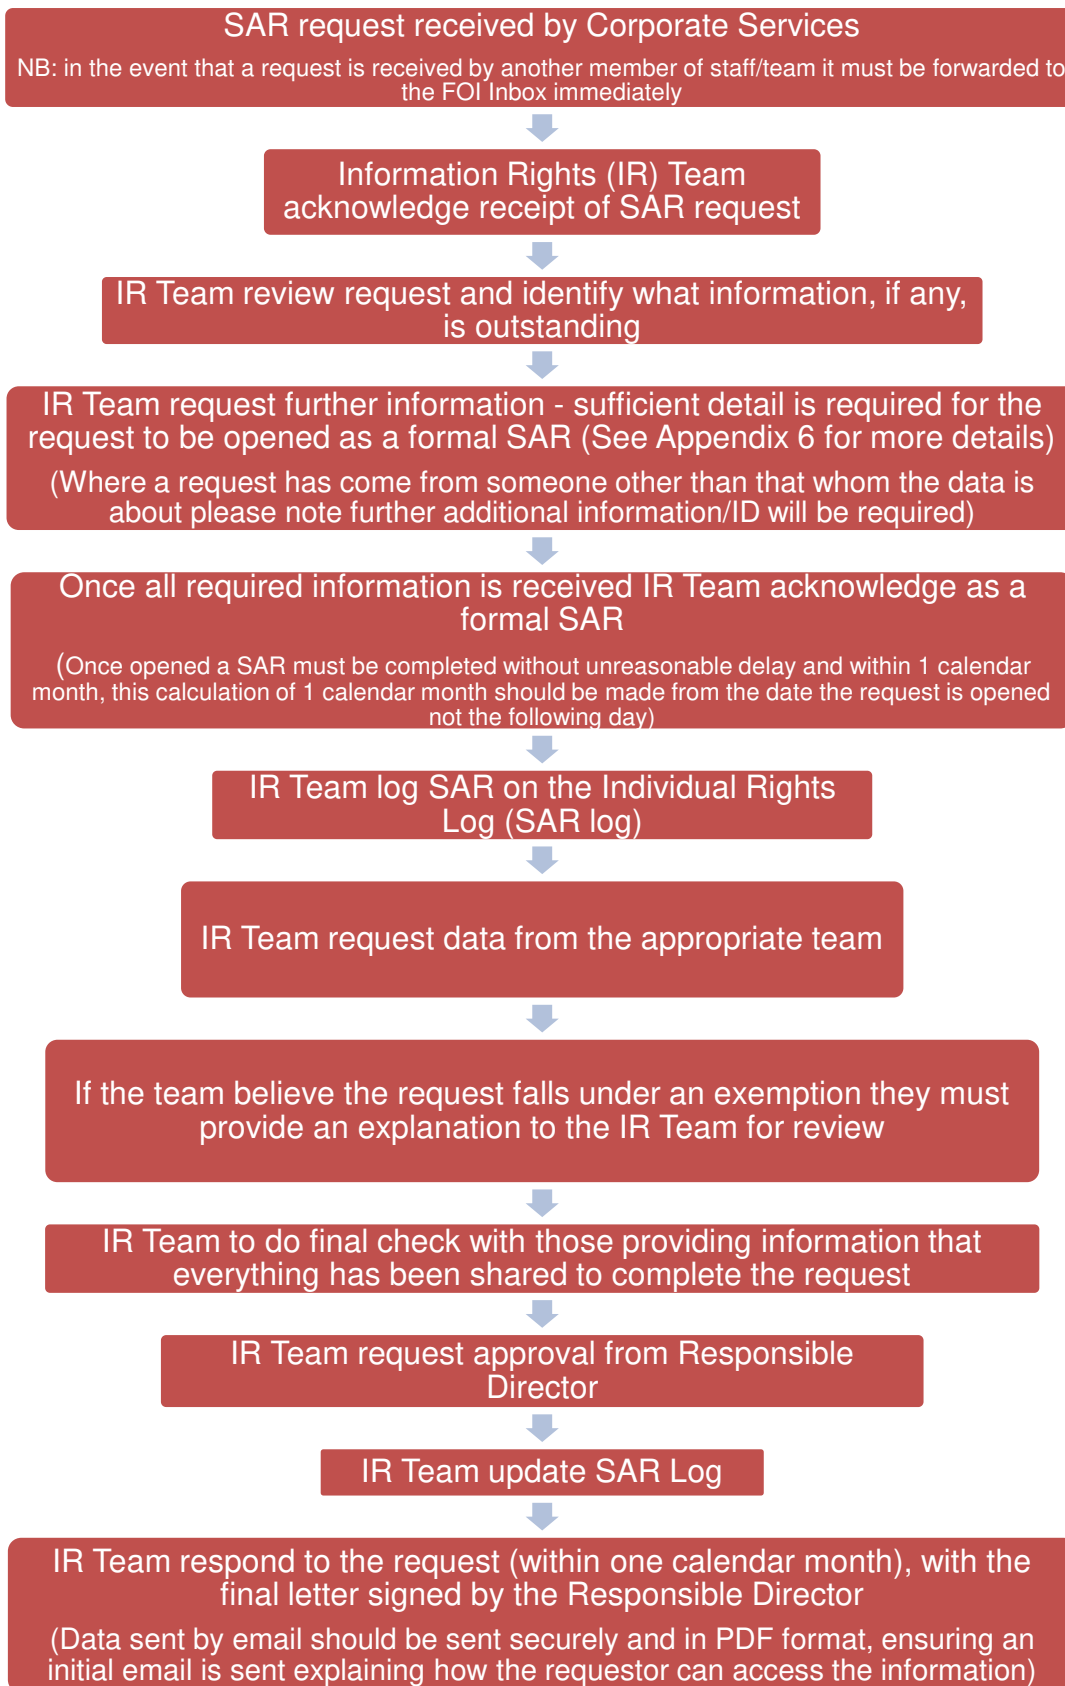 SAR request received by Corporate Services
NB: in the event that a request is received by another member of staff/team it must be forwarded to
the FOI Inbox immediately
Information Rights (IR) Team
acknowledge receipt of SAR request
IR Team review request and identify what information, if any,
is outstanding
IR Team request further information - sufficient detail is required for the
request to be opened as a formal SAR (See Appendix 6 for more details)
(Where a request has come from someone other than that whom the data is
about please note further additional information/ID will be required)
Once all required information is received IR Team acknowledge as a
formal SAR
(Once opened a SAR must be completed without unreasonable delay and within 1 calendar
month, this calculation of 1 calendar month should be made from the date the request is opened
not the following day)
IR Team log SAR on the Individual Rights
Log (SAR log)
IR Team request data from the appropriate team
If the team believe the request falls under an exemption they must
provide an explanation to the IR Team for review
IR Team to do final check with those providing information that
everything has been shared to complete the request
IR Team request approval from Responsible
Director
IR Team update SAR Log
IR Team respond to the request (within one calendar month), with the
final letter signed by the Responsible Director
(Data sent by email should be sent securely and in PDF format, ensuring an
initial email is sent explaining how the requestor can access the information)